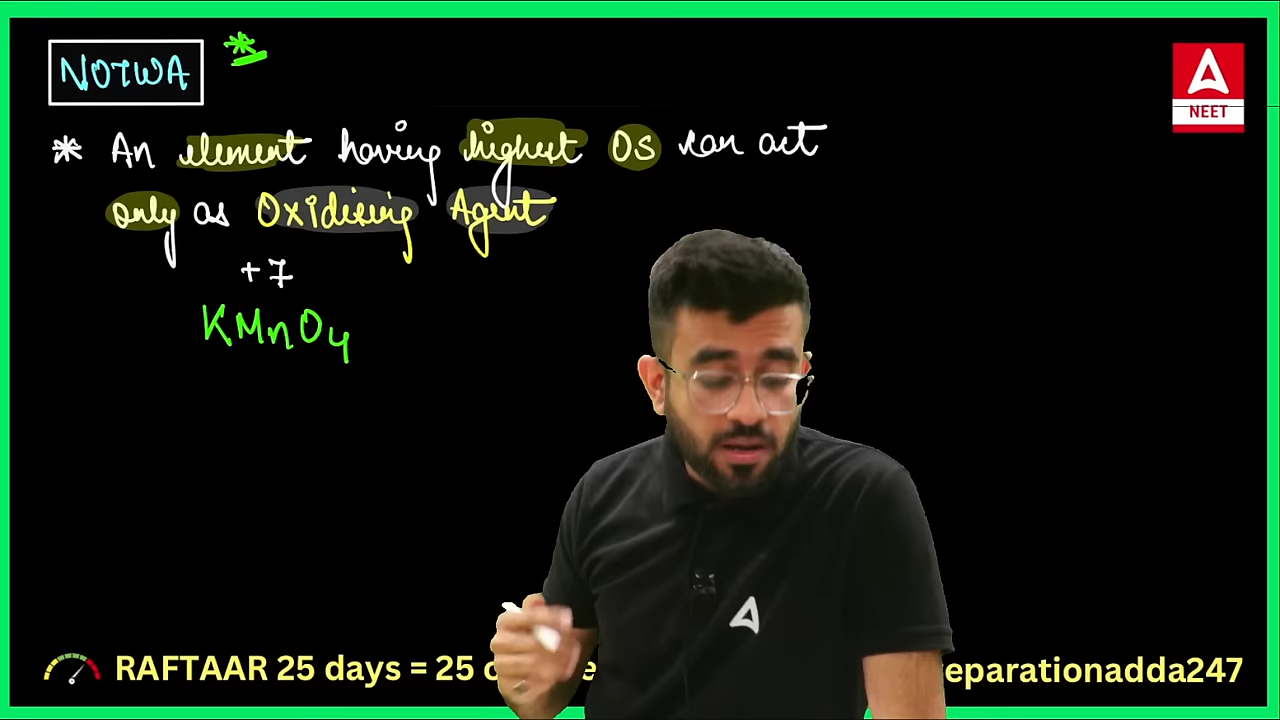 NOTWA *
NEET
* An element having highest OS can act
only as Oxidising Agent
+7
KMnO4
RAFTAAR 25 days = 25
eparationadda247